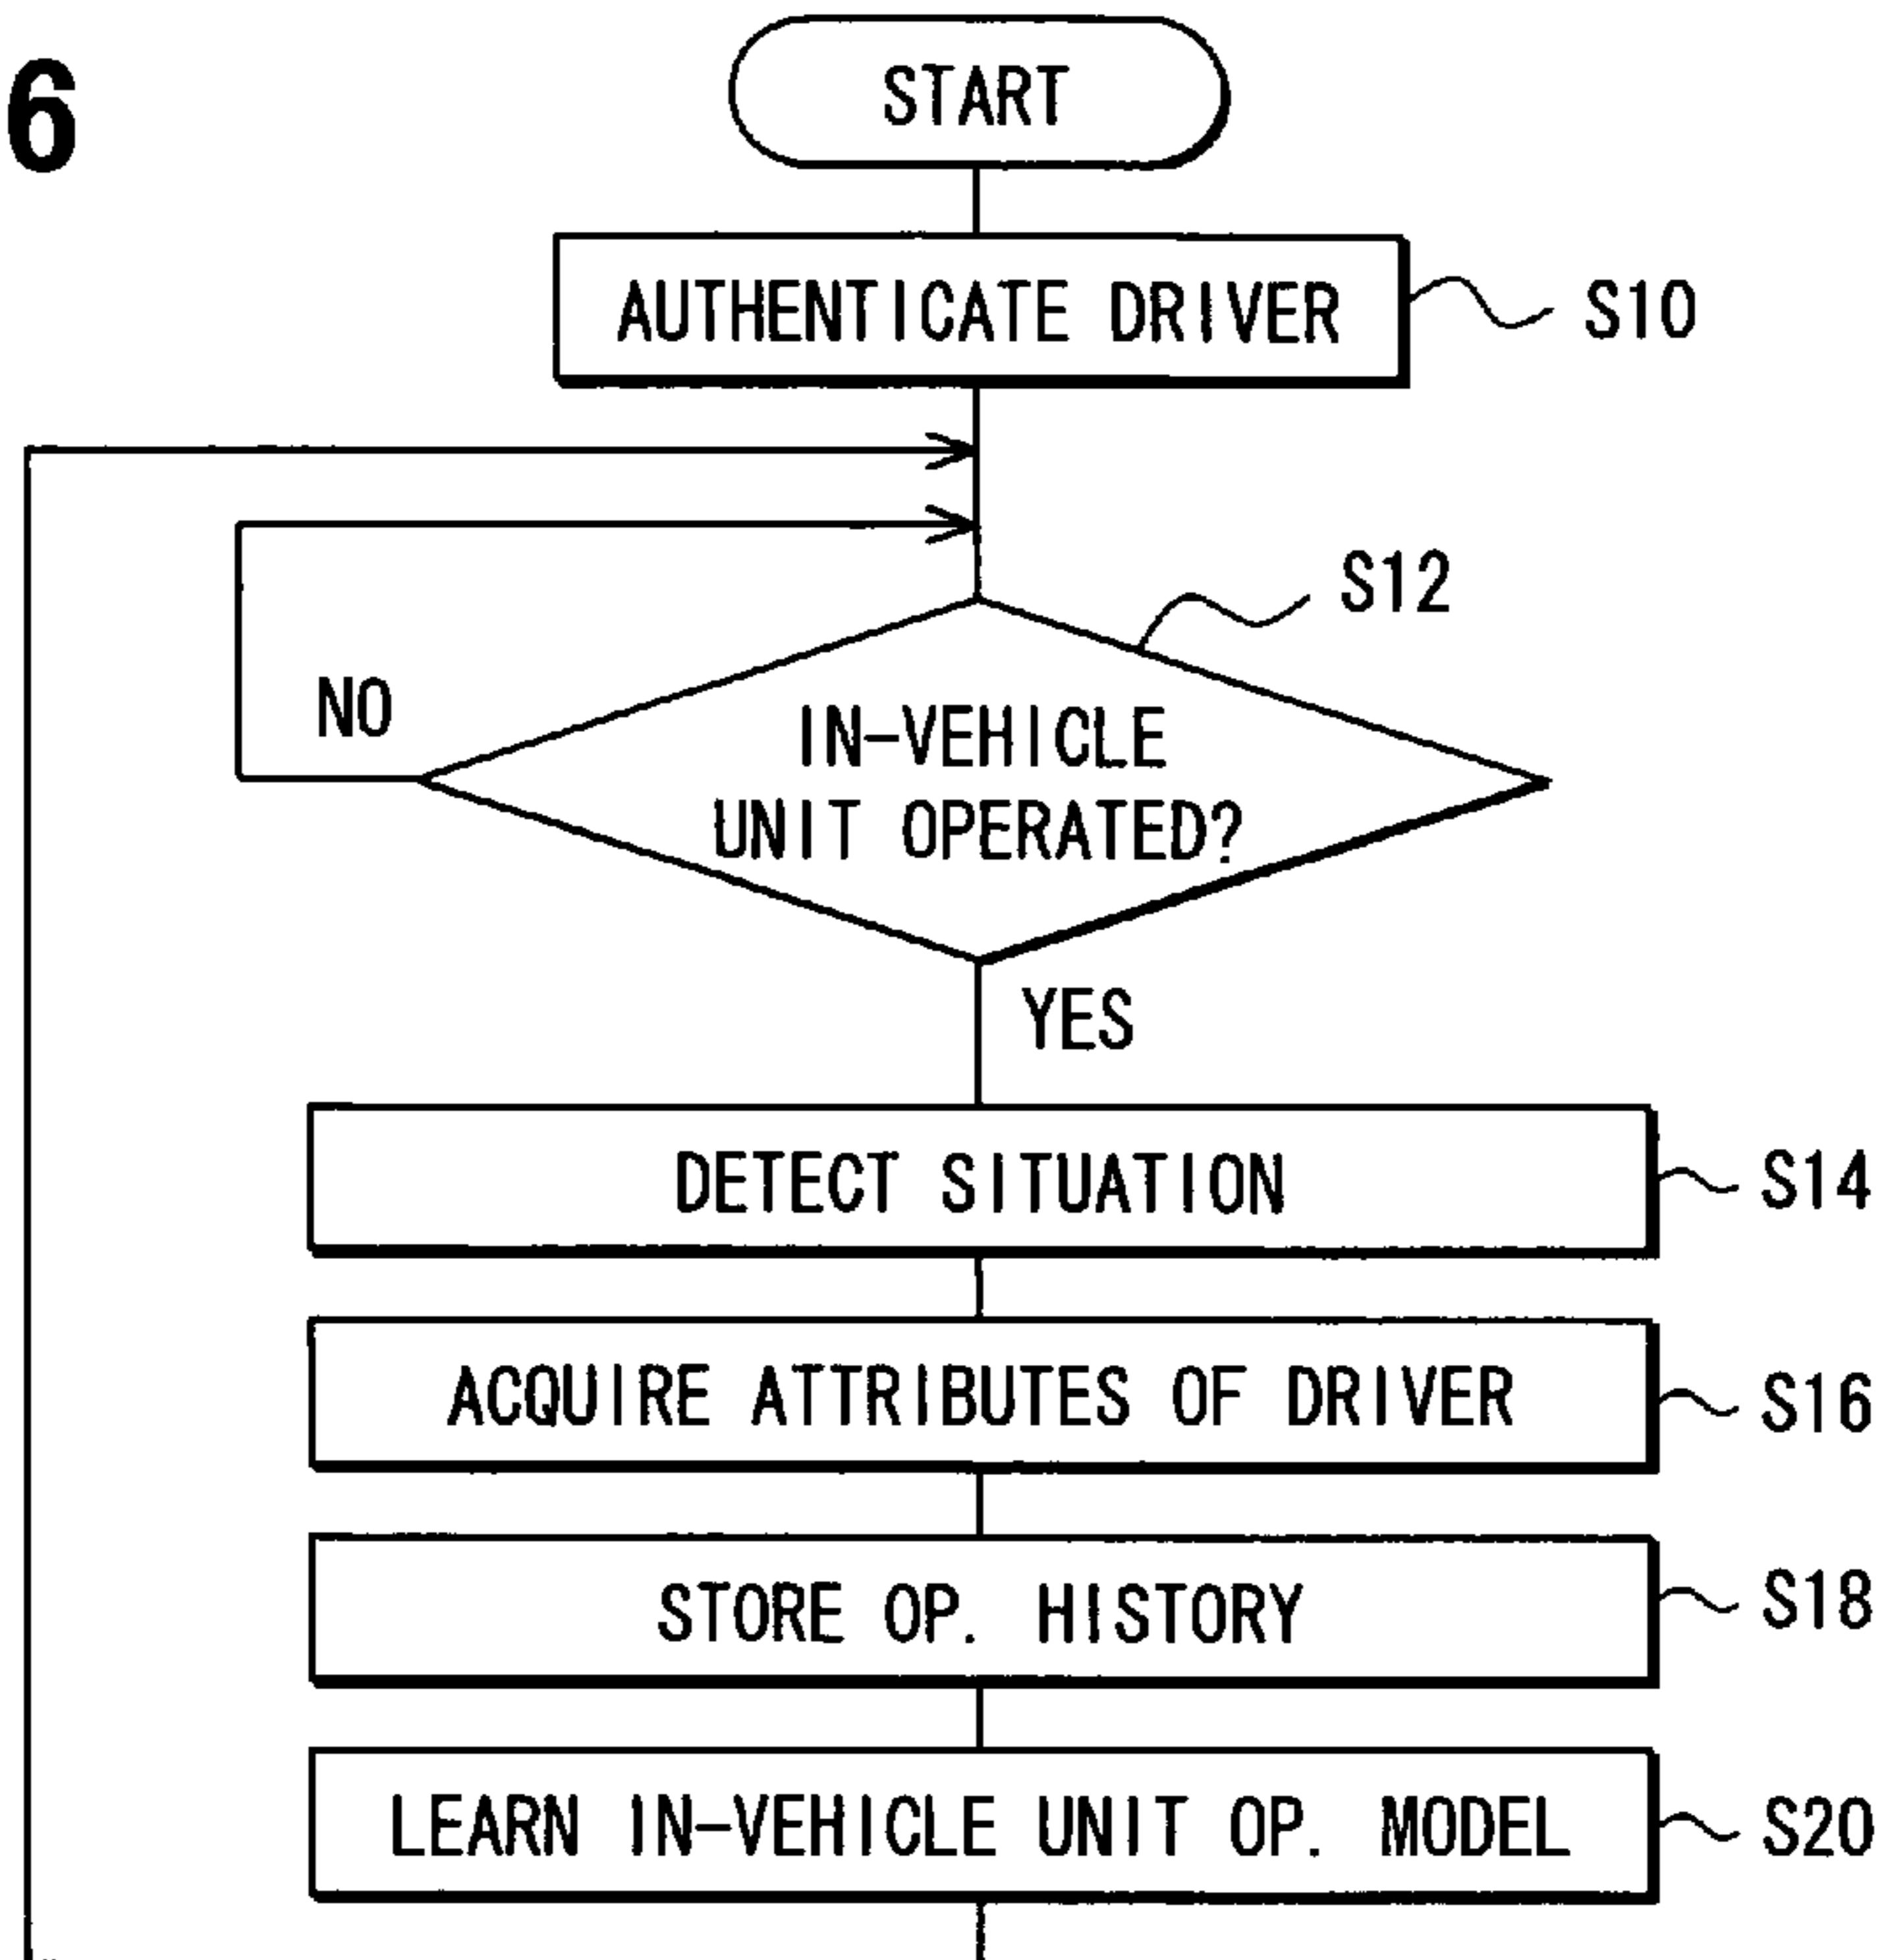 6
START
AUTHENTICATE DRIVER
S10
S12
NO
IN-VEHICLE
UNIT OPERATED?
YES
DETECT SITUATION
S14
ACQUIRE ATTRIBUTES OF DRIVER
S16
STORE OP. HISTORY
S18
LEARN IN-VEHICLE UNIT OP. MODEL
S20